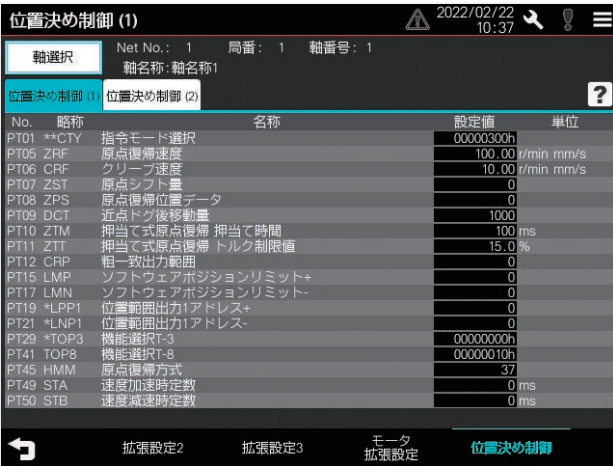 位置決め制御 (1)
2022/02/22
10:37
軸選択
Net No.: 1 局番: 1 軸番号: 1
軸名称:軸名称1
位置決め制御 (1) 位置決め制御 (2)
?
No. 略称 名称 設定値 単位
PT01 **CTY 指令モード選択 00000300h
PT05 ZRF 原点復帰速度 100.00 r/min mm/s
PT06 CRF クリープ速度 10.00 r/min mm/s
PT07 ZST 原点シフト量 0
PT08 ZPS 原点復帰位置データ 0
PT09 DCT 近点ドグ後移動量 1000
PT10 ZTM 押当て式原点復帰 押当て時間 100 ms
PT11 ZTT 押当て式原点復帰 トルク制限値 15.0 %
PT12 CRP 粗一致出力範囲 0
PT15 LMP ソフトウェアポジションリミット+ 0
PT17 LMN ソフトウェアポジションリミット- 0
PT19 *LPP1 位置範囲出力1アドレス+ 0
PT21 *LNP1 位置範囲出力1アドレス- 0
PT29 *TOP3 機能選択T-3 00000000h
PT41 TOP8 機能選択T-8 00000010h
PT45 HMM 原点復帰方式 37
PT49 STA 速度加速時定数 0 ms
PT50 STB 速度減速時定数 0 ms
拡張設定2 拡張設定3 モータ
拡張設定 位置決め制御